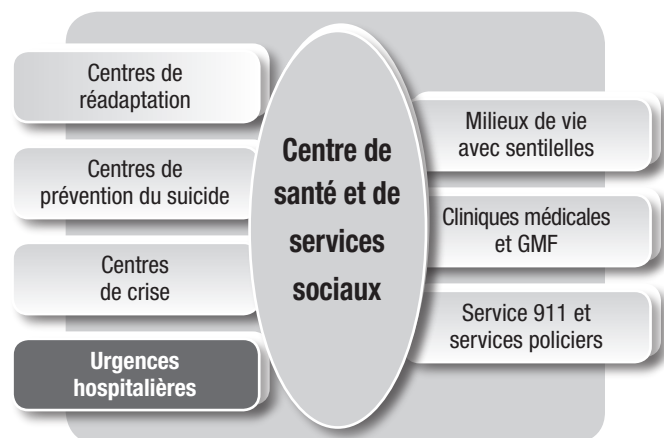 Centres de
réadaptation
Centres de
prévention du suicide
Centres
de crise
Urgences
hospitalières
Centre de
santé et de
services
sociaux
Milieux de vie
avec sentilelles
Cliniques médicales
et GMF
Service 911 et
services policiers